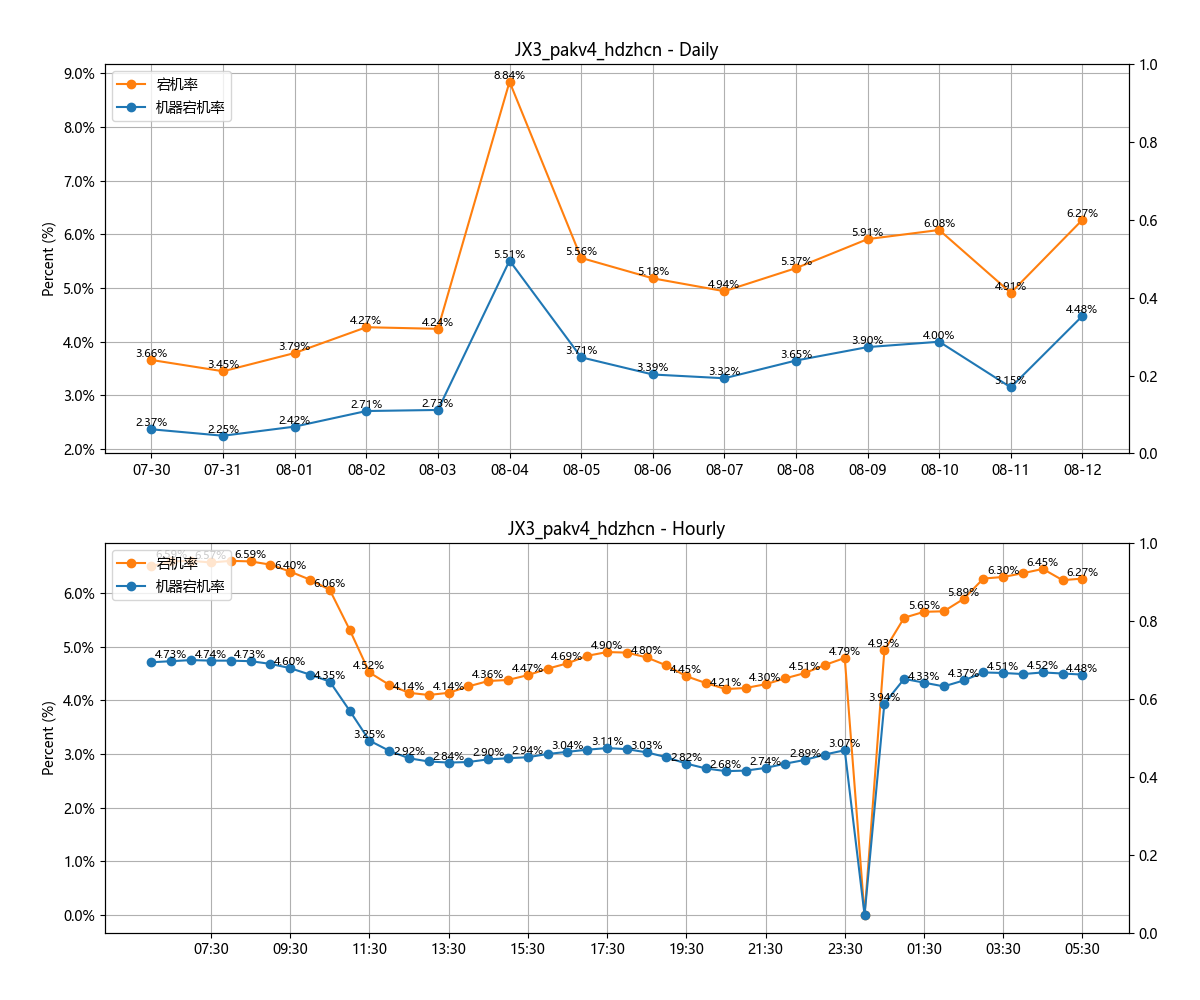 JX3_pakv4_hdzhcn - Daily
宕机率
机器宕机率
Percent (%)
9.0%
8.0%
7.0%
6.0%
5.0%
4.0%
3.0%
2.0%
1.0
0.8
0.6
0.4
0.2
0.0
3.66% 3.45% 3.79% 4.27% 4.24% 8.84% 5.56% 5.18% 4.94% 5.37% 5.91% 6.08% 4.91% 6.27%
2.37% 2.25% 2.42% 2.71% 2.73% 5.51% 3.71% 3.39% 3.32% 3.65% 3.90% 4.00% 3.15% 4.48%
07-30 07-31 08-01 08-02 08-03 08-04 08-05 08-06 08-07 08-08 08-09 08-10 08-11 08-12
JX3_pakv4_hdzhcn - Hourly
宕机率
机器宕机率
Percent (%)
6.0%
5.0%
4.0%
3.0%
2.0%
1.0%
0.0%
1.0
0.8
0.6
0.4
0.2
0.0
6.57% 6.59% 6.40% 6.06% 4.52% 4.14% 4.14% 4.36% 4.47% 4.69% 4.90% 4.80% 4.45% 4.21% 4.30% 4.51% 4.79% 4.93% 5.65% 5.89% 6.30% 6.45% 6.27%
4.73% 4.74% 4.73% 4.60% 4.35% 3.25% 2.92% 2.84% 2.90% 2.94% 3.04% 3.11% 3.03% 2.82% 2.68% 2.74% 2.89% 3.07% 3.94% 4.33% 4.37% 4.51% 4.52% 4.48%
07:30 09:30 11:30 13:30 15:30 17:30 19:30 21:30 23:30 01:30 03:30 05:30